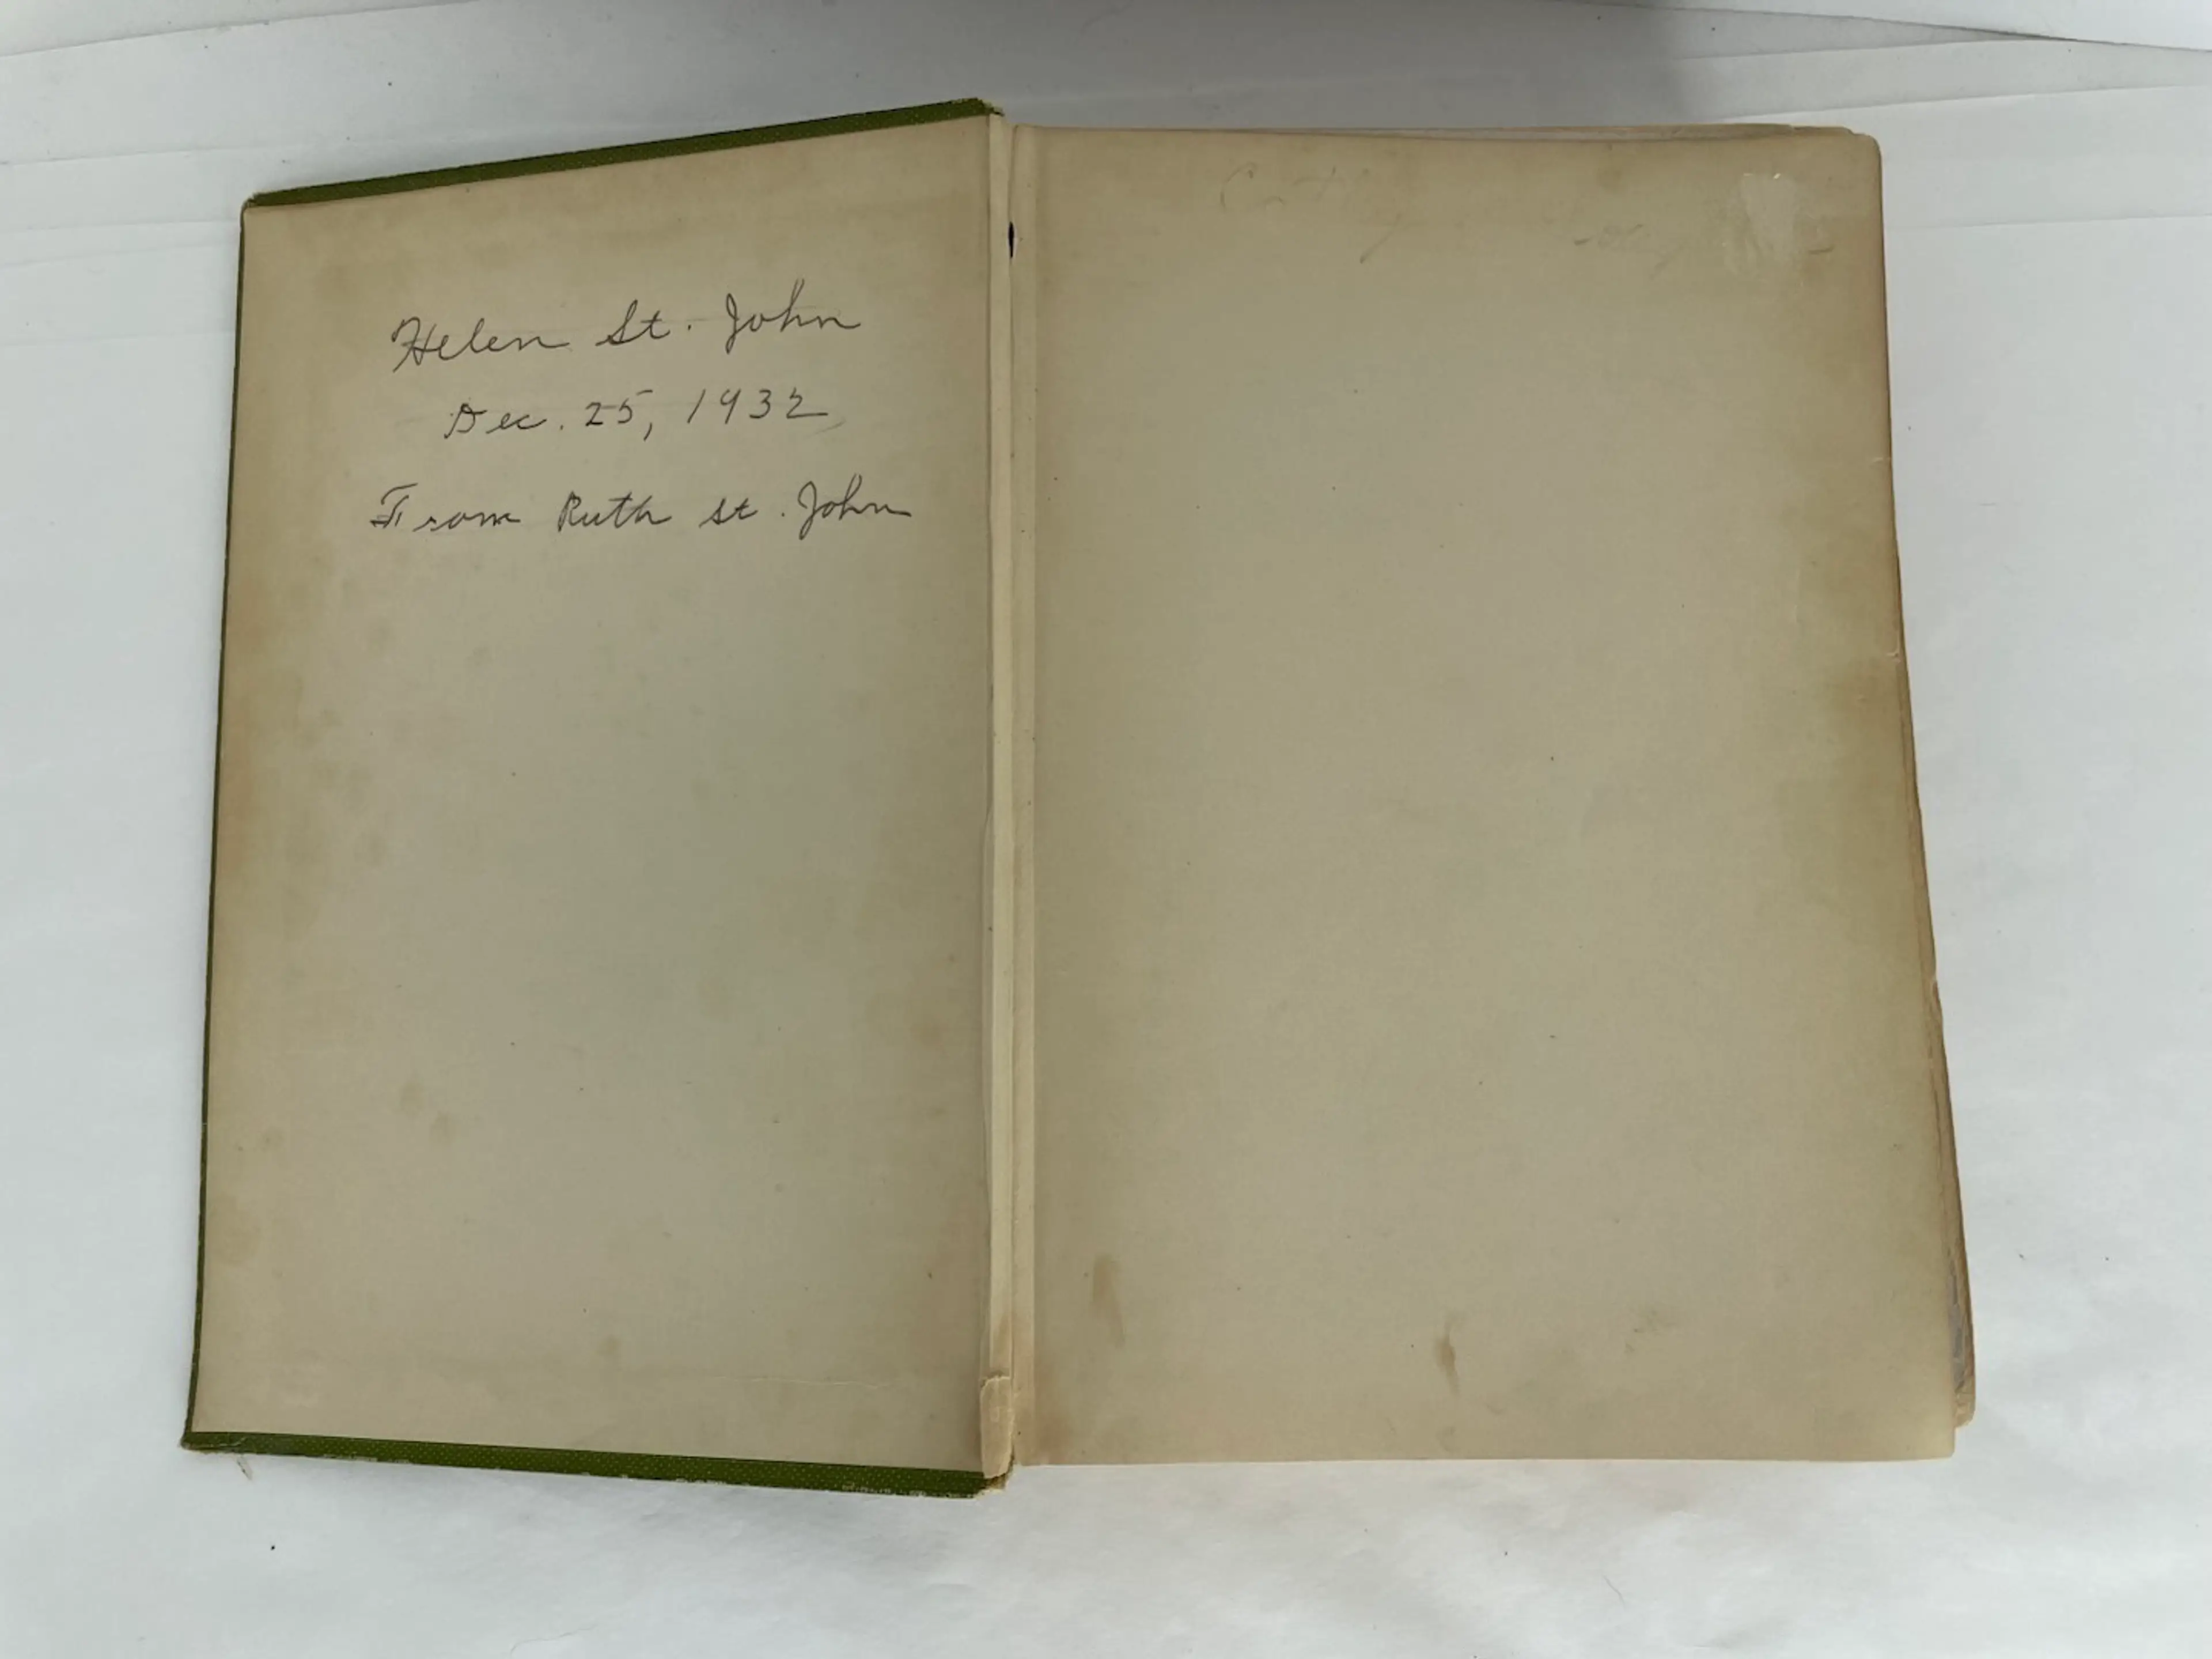 Helen St. John
Dec. 25, 1932
From Ruth St. John